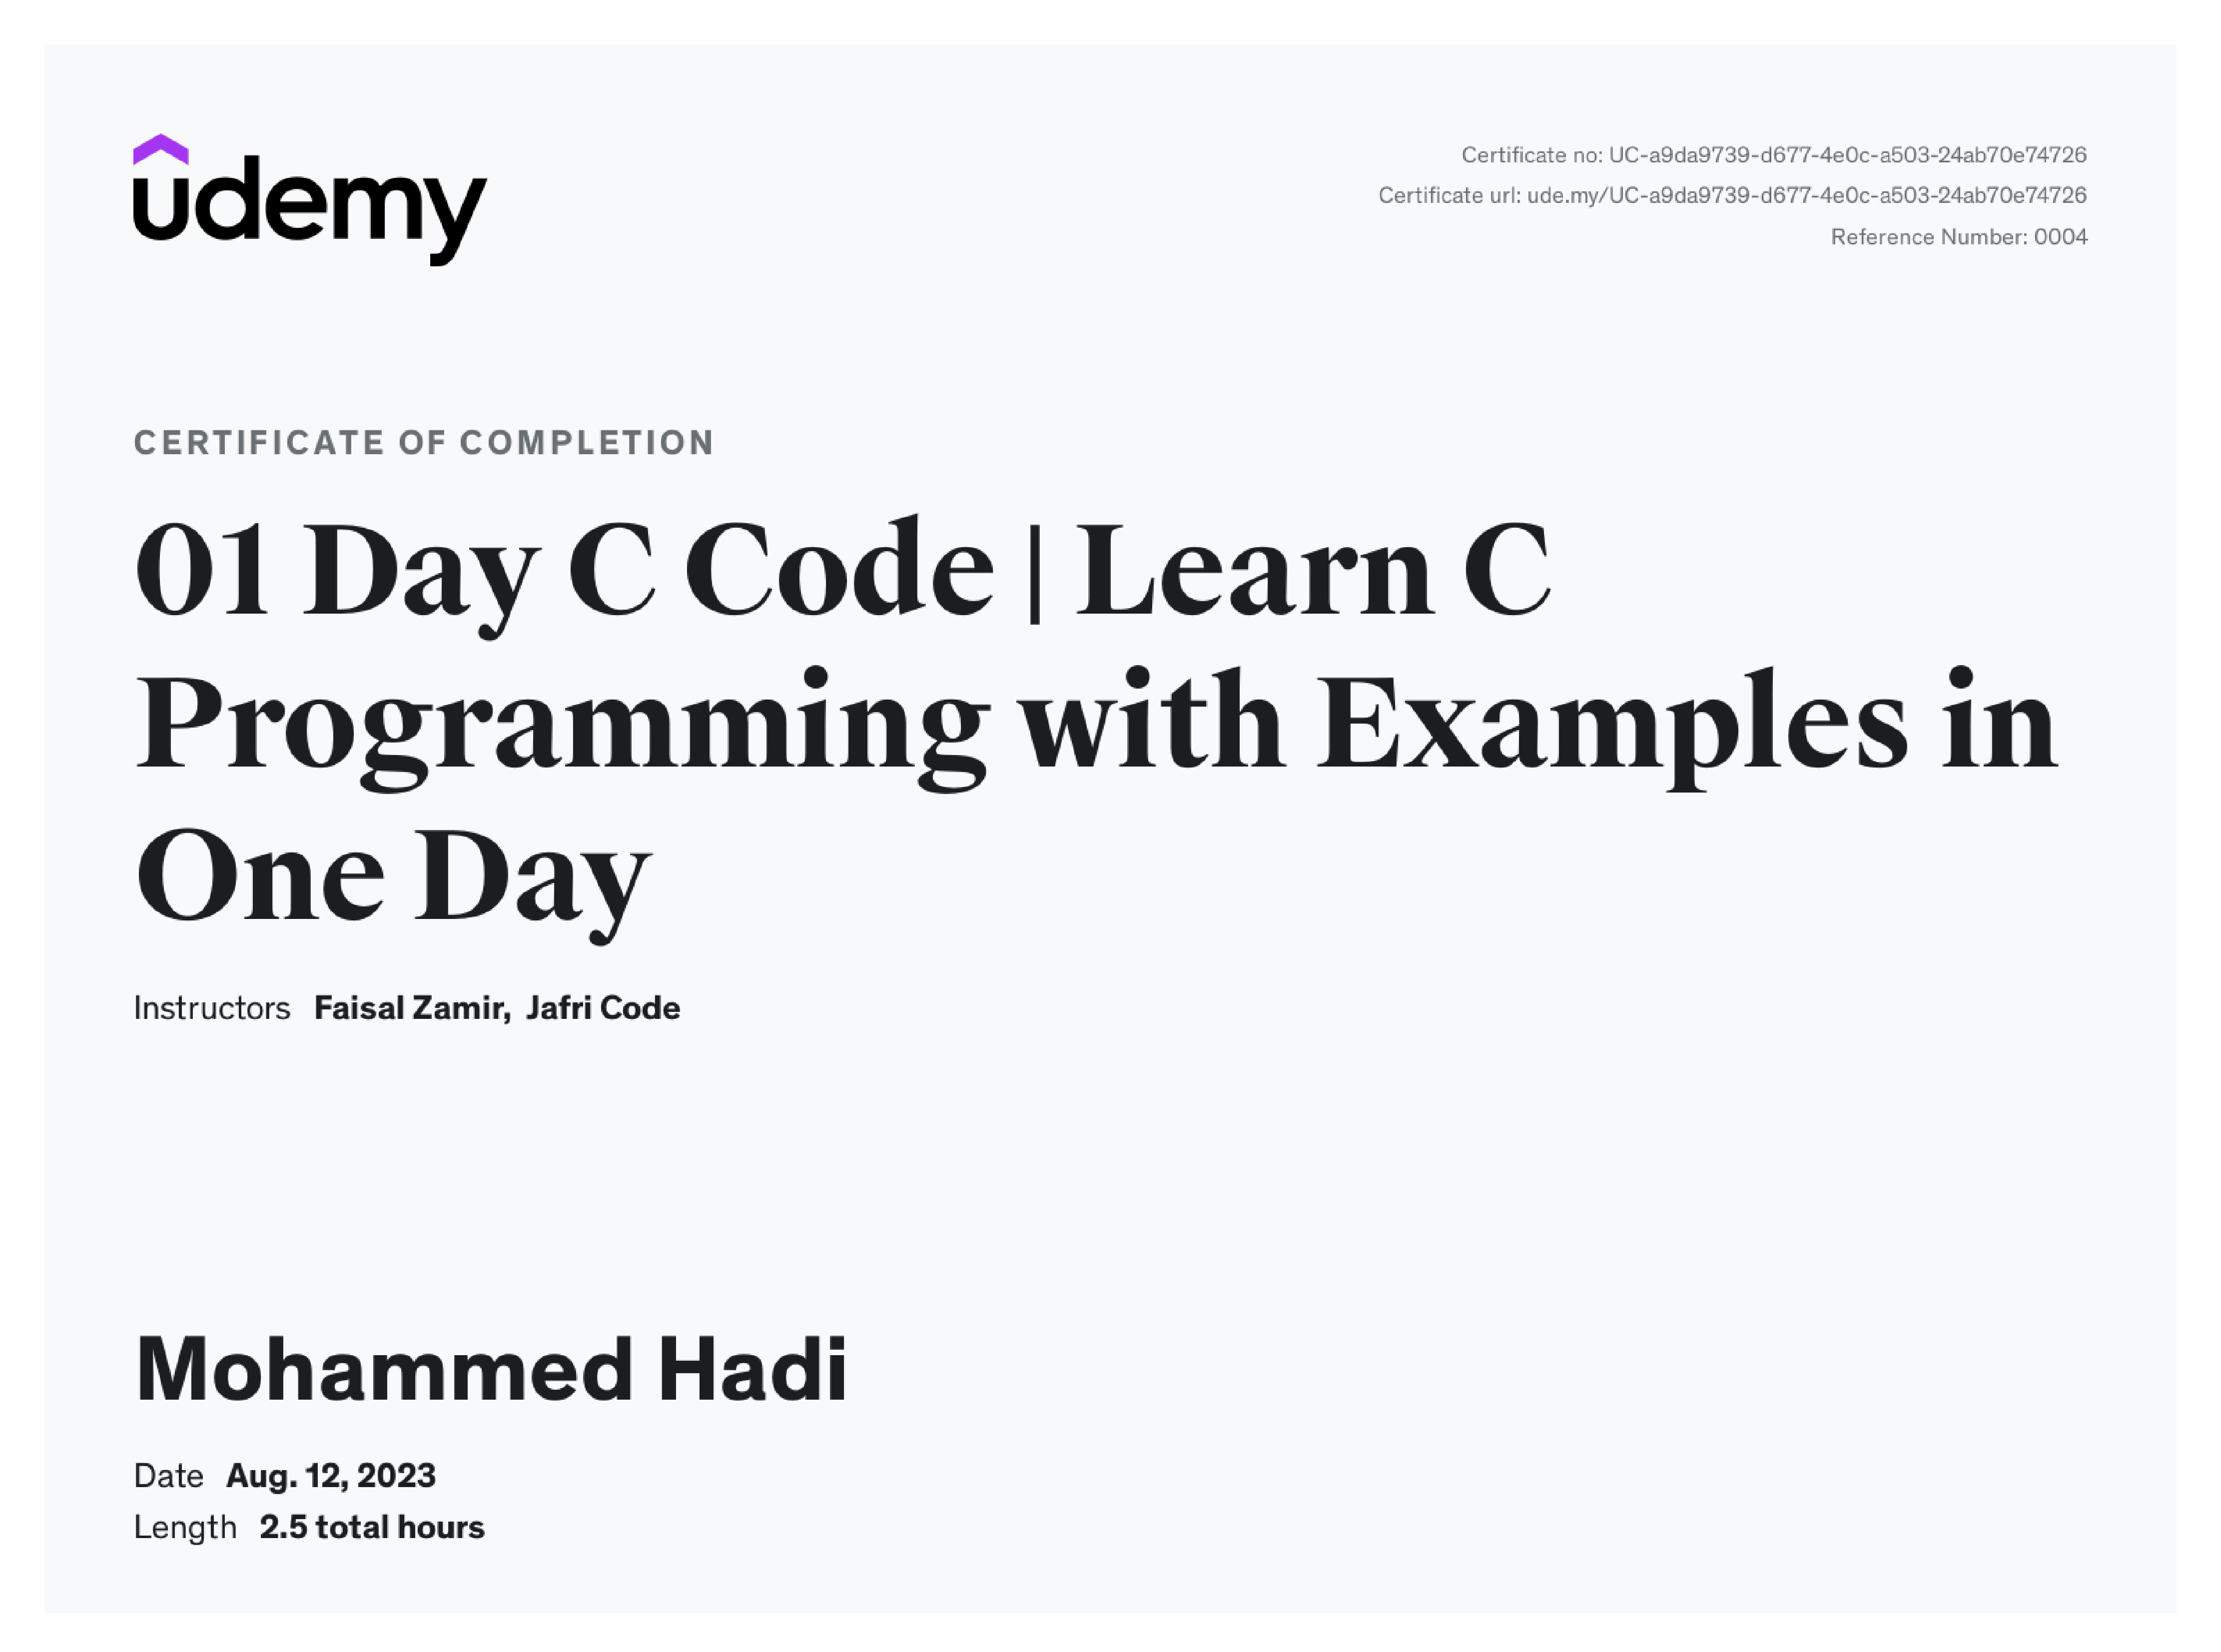 udemy
Certificate no: UC-a9da9739-d677-4e0c-a503-24ab70e74726
Certificate url: ude.my/UC-a9da9739-d677-4e0c-a503-24ab70e74726
Reference Number: 0004
CERTIFICATE OF COMPLETION
01 Day C Code | Learn C
Programming with Examples in
One Day
Instructors Faisal Zamir, Jafri Code
Mohammed Hadi
Date Aug. 12, 2023
Length 2.5 total hours